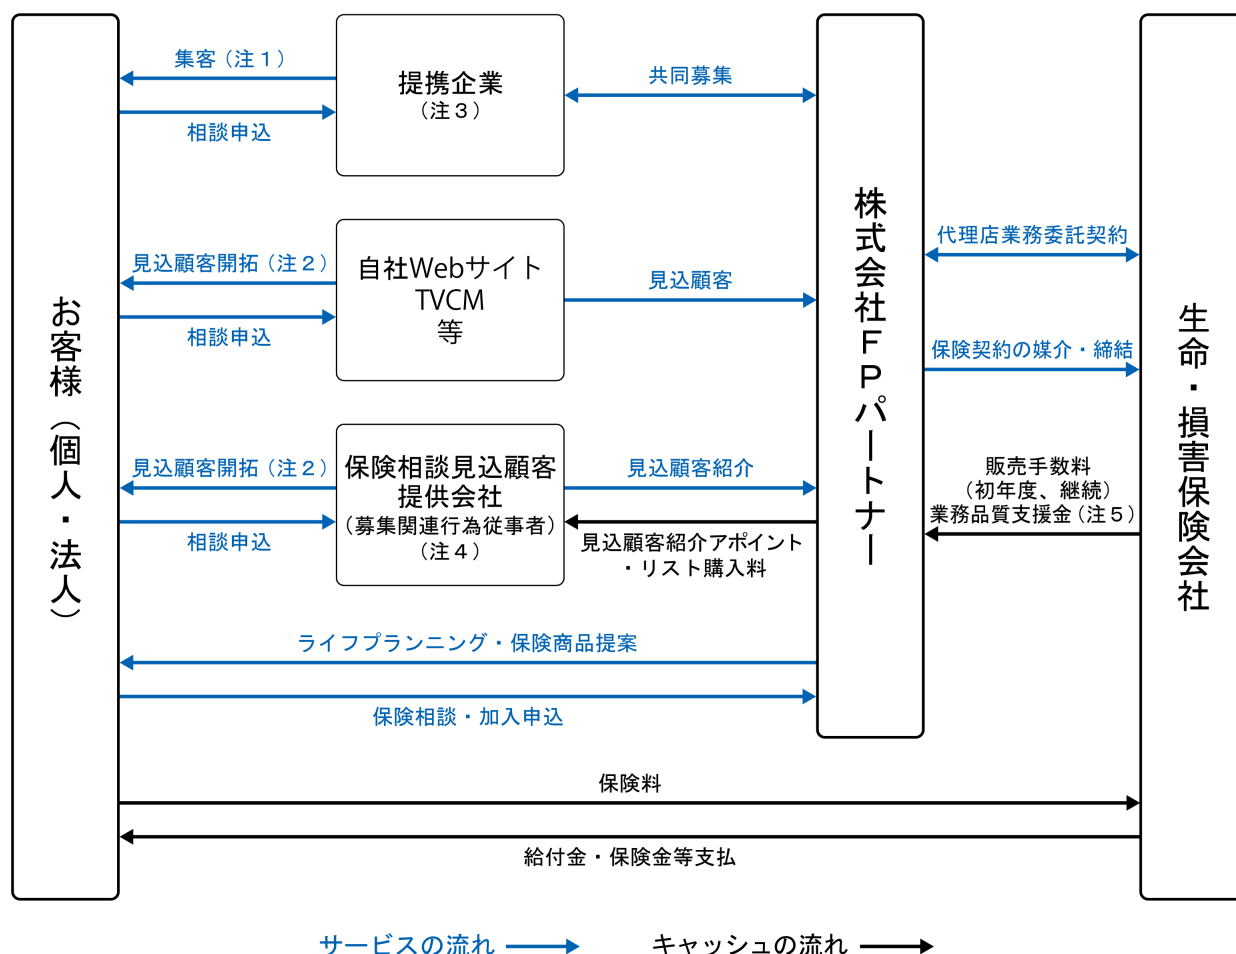 お客様（個人・法人）
集客（注１）
相談申込
提携企業
（注３）
共同募集
見込顧客開拓（注２）
相談申込
自社Webサイト
TVCM
等
見込顧客
見込顧客開拓（注２）
相談申込
保険相談見込顧客
提供会社
（募集関連行為従事者）
（注４）
見込顧客紹介
見込顧客紹介アポイント
・リスト購入料
株式会社ＦＰパートナー
代理店業務委託契約
保険契約の媒介・締結
販売手数料
（初年度、継続）
業務品質支援金（注５）
生命・損害保険会社
ライフプランニング・保険商品提案
保険相談・加入申込
保険料
給付金・保険金等支払
サービスの流れ
キャッシュの流れ